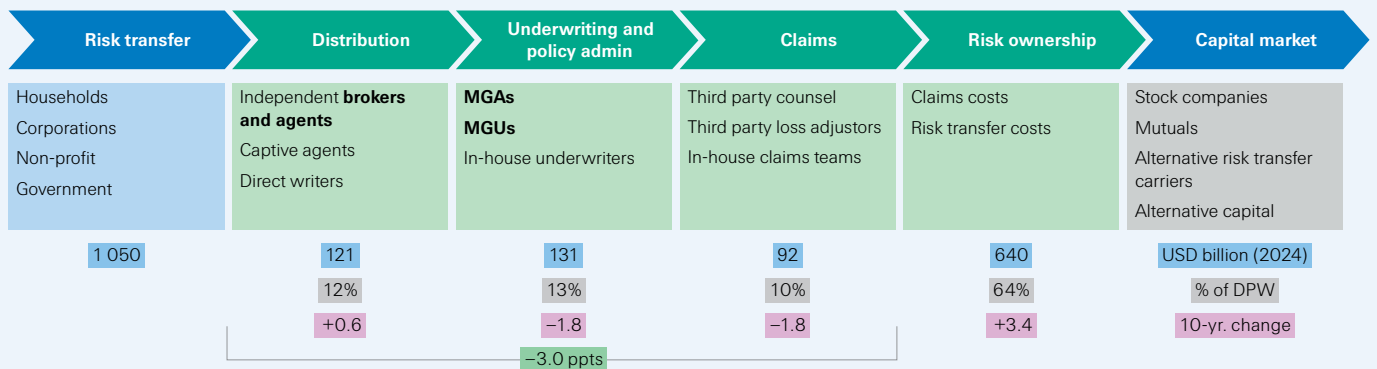 Risk transfer
Distribution
Underwriting and
policy admin
Claims
Risk ownership
Capital market
Households
Corporations
Non-profit
Government
Independent brokers
and agents
Captive agents
Direct writers
MGAs
MGUs
In-house underwriters
Third party counsel
Third party loss adjustors
In-house claims teams
Claims costs
Risk transfer costs
Stock companies
Mutuals
Alternative risk transfer
carriers
Alternative capital
1 050
121
131
92
640
USD billion (2024)
12%
13%
10%
64%
% of DPW
+0.6
–1.8
–1.8
+3.4
10-yr. change
–3.0 ppts